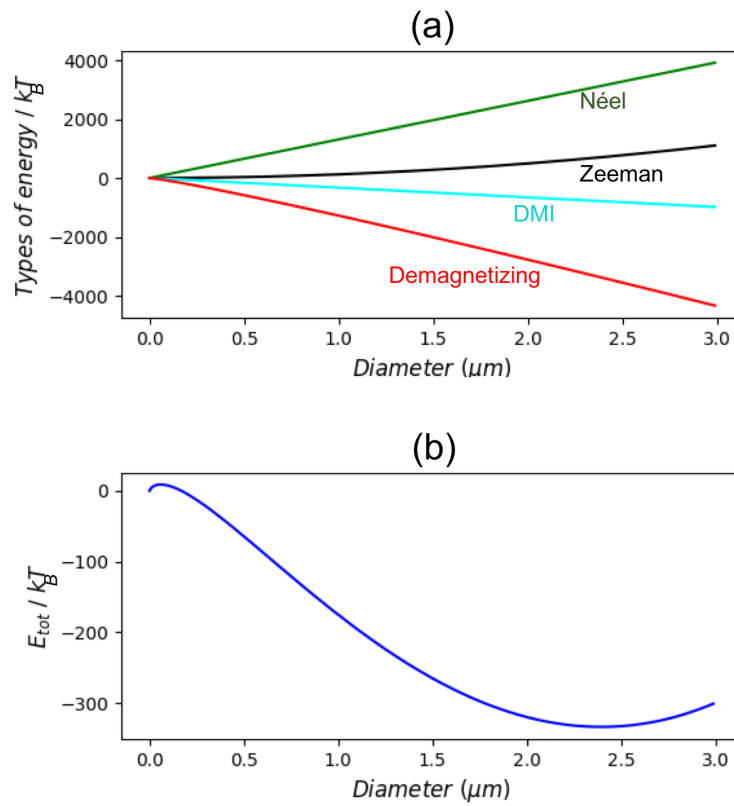 (a)
Types of energy / k_BT
4000
2000
0
−2000
−4000
Néel
Zeeman
DMI
Demagnetizing
0.0 0.5 1.0 1.5 2.0 2.5 3.0
Diameter (μm)
(b)
E_tot / k_BT
0
−100
−200
−300
0.0 0.5 1.0 1.5 2.0 2.5 3.0
Diameter (μm)